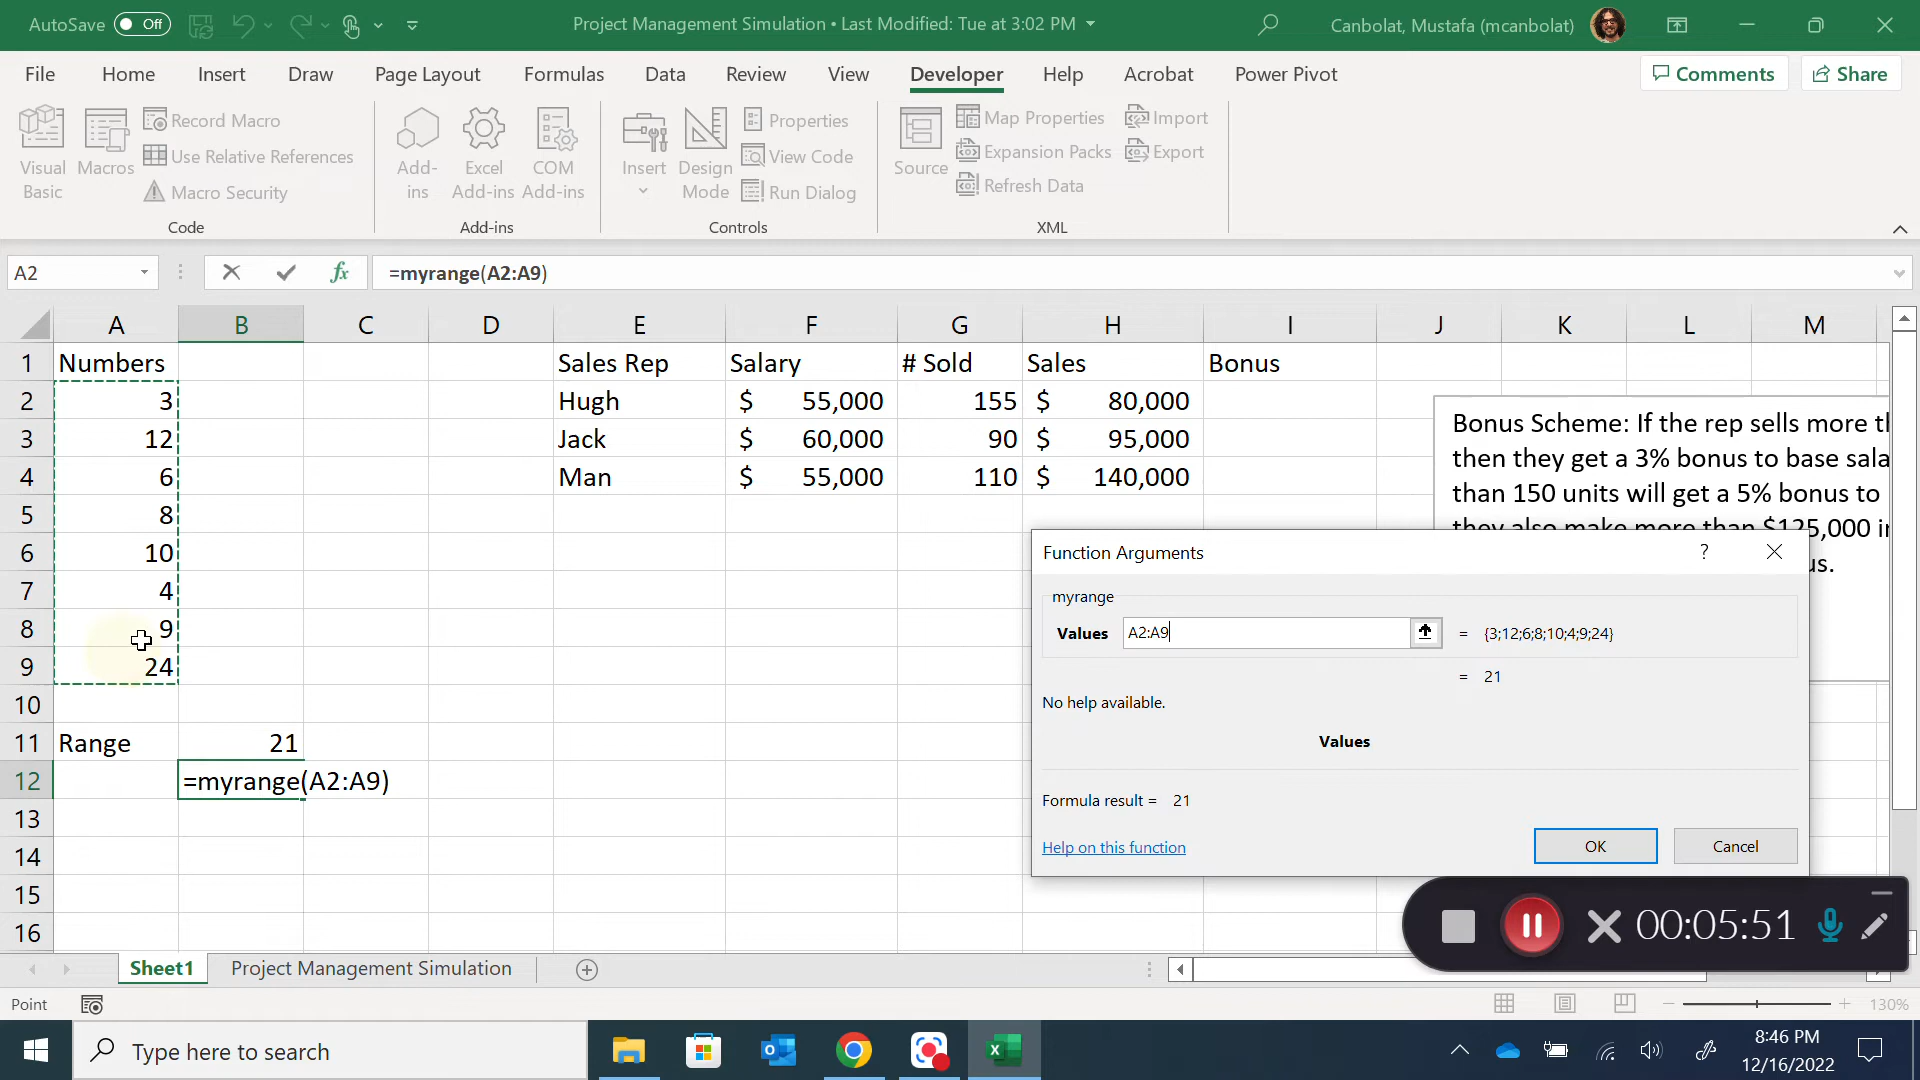 AutoSave Off
Project Management Simulation • Last Modified: Tue at 3:02 PM
Canbolat, Mustafa (mcanbolat)
File Home Insert Draw Page Layout Formulas Data Review View Developer Help Acrobat Power Pivot
Comments Share
Visual Basic
Macros
Record Macro
Use Relative References
Macro Security
Code
Add-ins
Excel Add-ins
COM Add-ins
Add-ins
Insert
Design Mode
Properties
View Code
Run Dialog
Controls
Source
Map Properties
Expansion Packs
Refresh Data
Import
Export
XML
A2
fx
=myrange(A2:A9)
A B C D E F G H I J K L M
1 Numbers Sales Rep Salary # Sold Sales Bonus
2 3 Hugh $ 55,000 155 $ 80,000
3 12 Jack $ 60,000 90 $ 95,000
4 6 Man $ 55,000 110 $ 140,000
5 8
6 10
7 4
8 9
9 24
10
11 Range 21
12 =myrange(A2:A9)
13
14
15
16
Bonus Scheme: If the rep sells more
then they get a 3% bonus to base
than 150 units will get a 5% bonus to
they also make more than $125,000
Function Arguments
?
myrange
Values A2:A9 = {3;12;6;8;10;4;9;24}
= 21
No help available.
Values
Formula result = 21
Help on this function
OK Cancel
00:05:51
Sheet1 Project Management Simulation
Point
130%
Type here to search
8:46 PM
12/16/2022